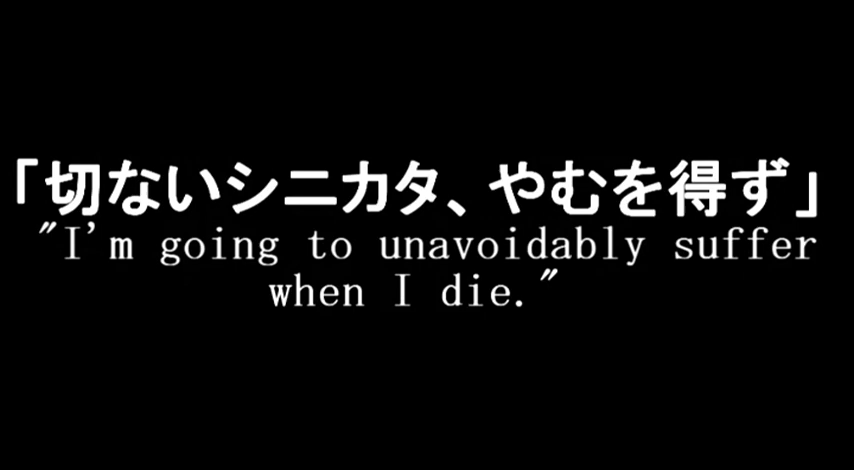 「切ないシニカタ、やむを得ず」
"I'm going to unavoidably suffer
when I die."